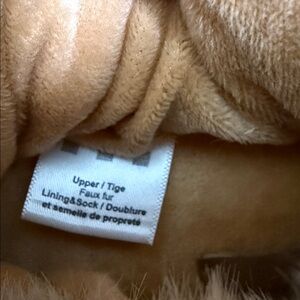 Upper / Tige
Faux fur
Lining&Sock / Doublure
et semelle de propreté